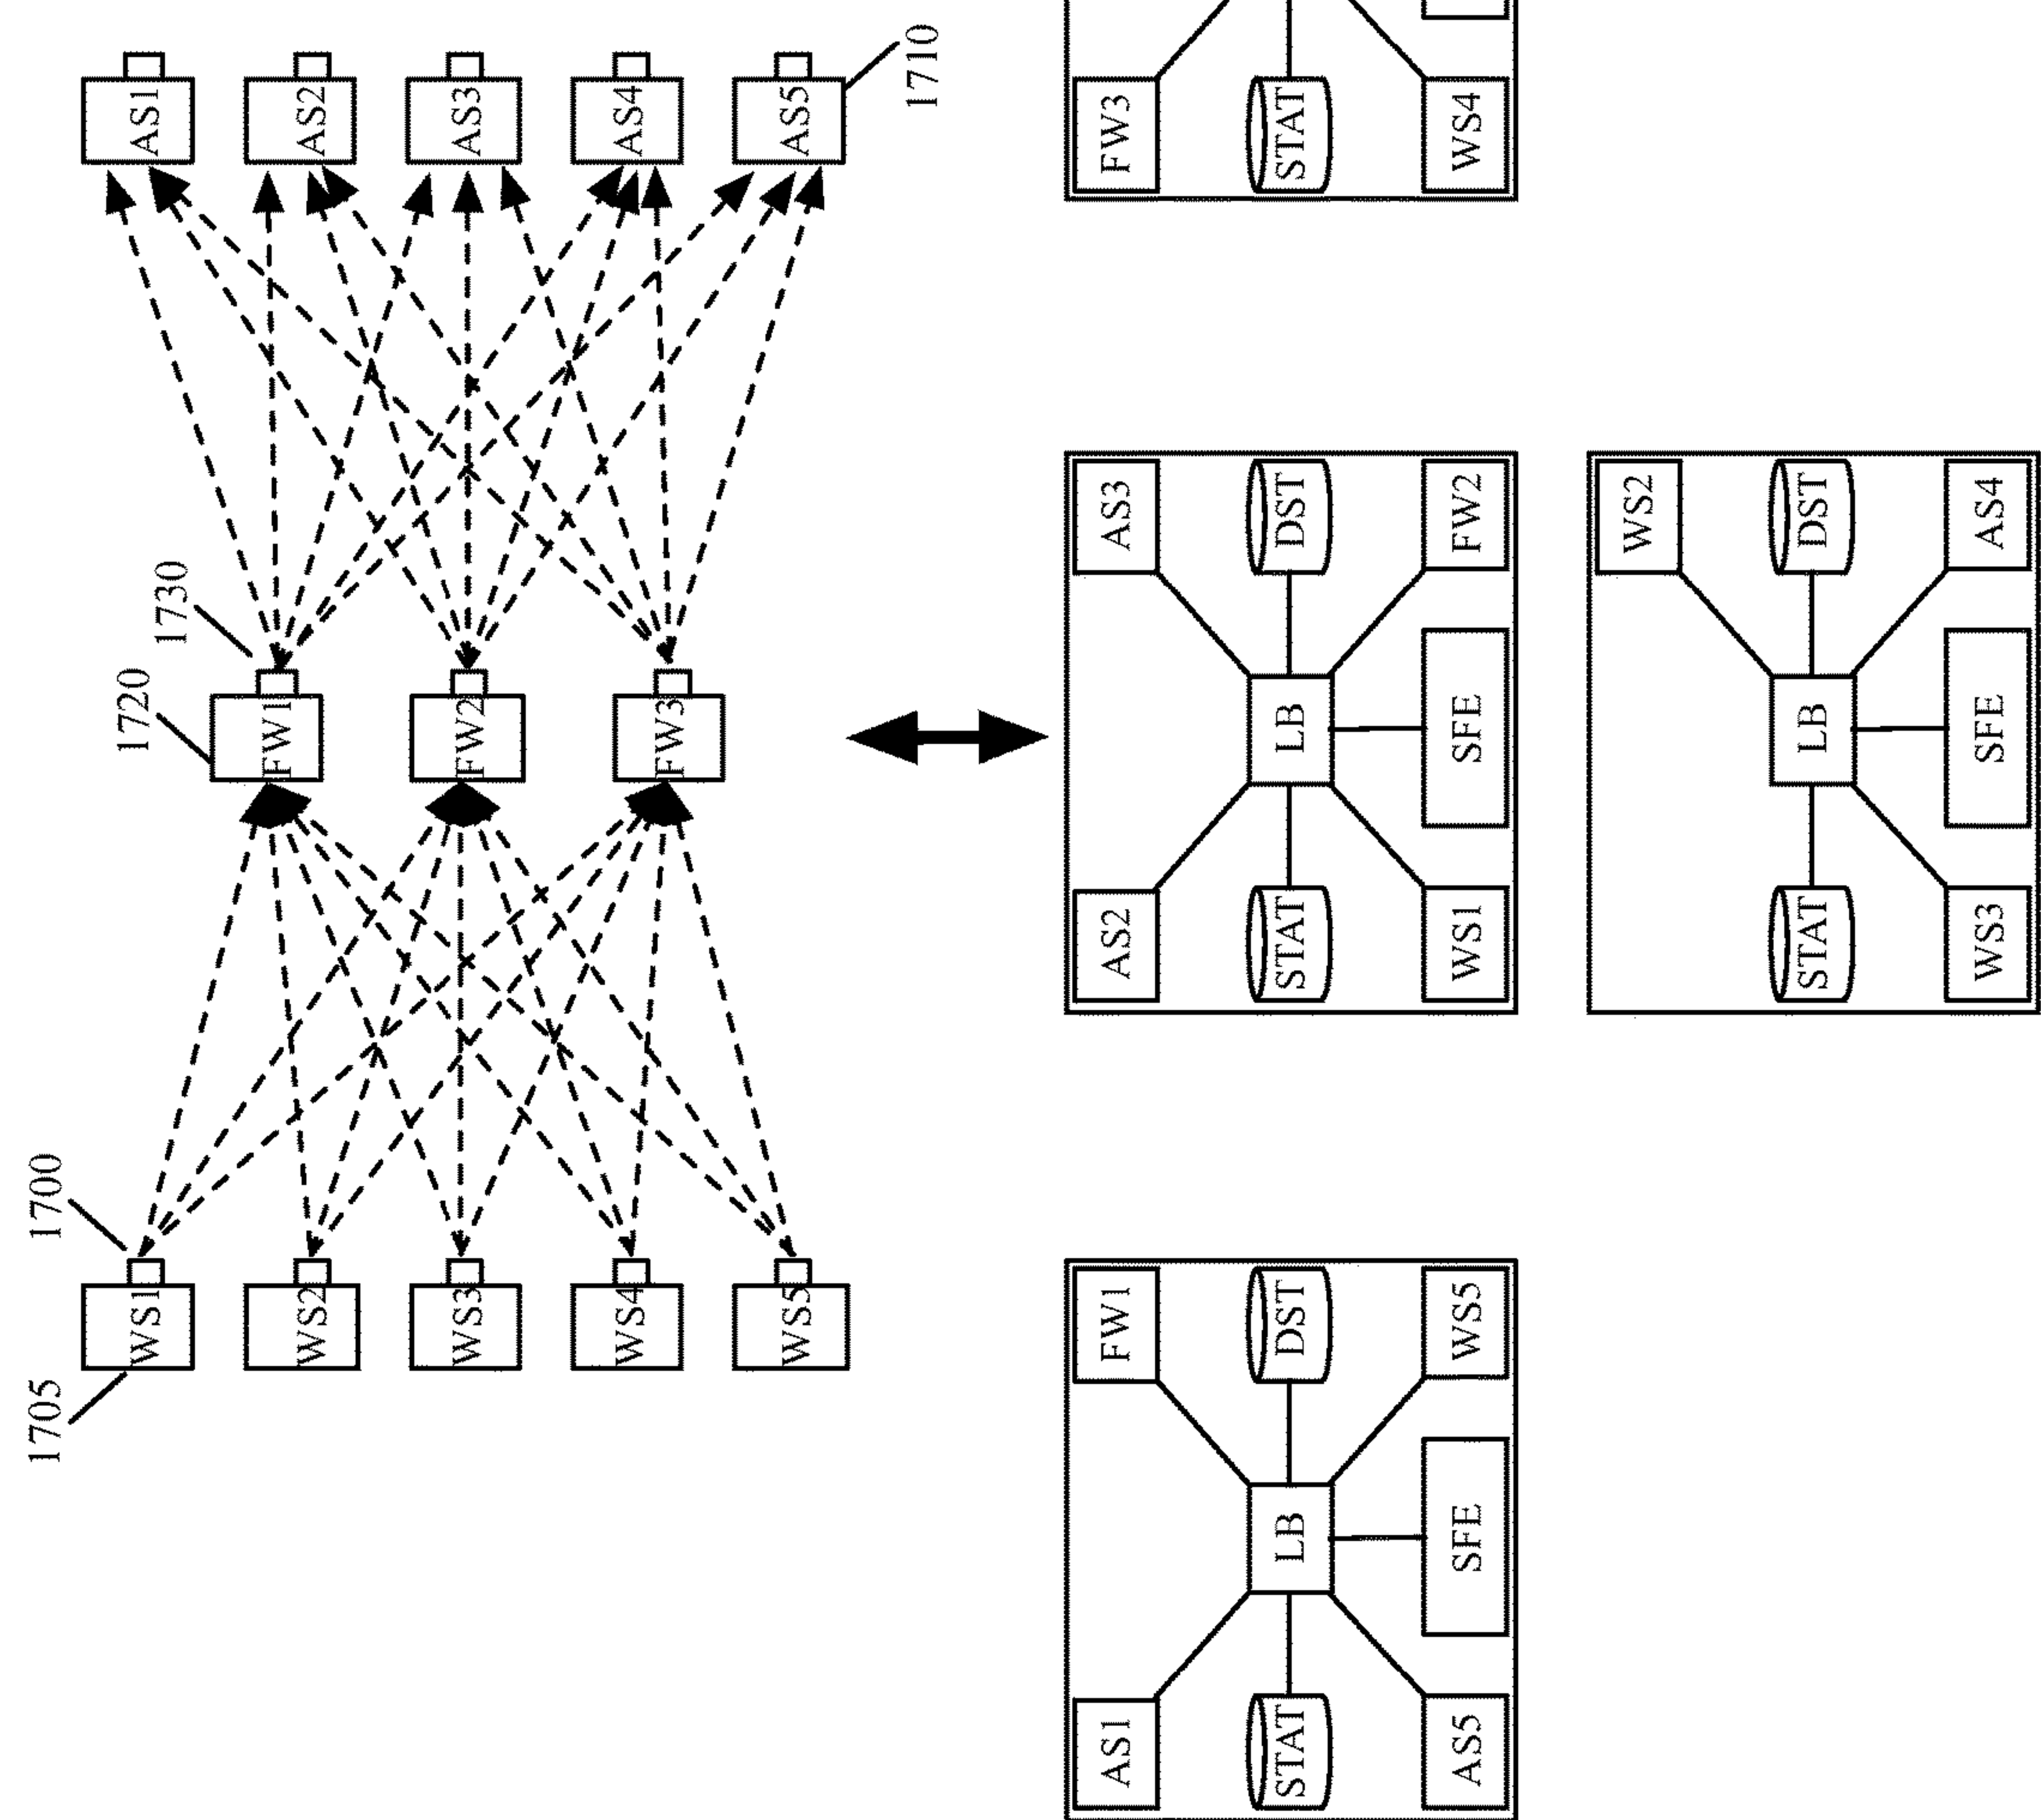 1705
1700
1720
1730
WS1
AS1
FW1
WS2
AS2
WS3
FW2
AS3
WS4
AS4
FW3
WS5
AS5
1710
AS1
FW1
STAT
LB
DST
AS5
SFE
WS5
AS2
AS3
STAT
LB
DST
WS1
SFE
FW2
FW3
STAT
WS4
WS2
STAT
LB
DST
WS3
SFE
AS4